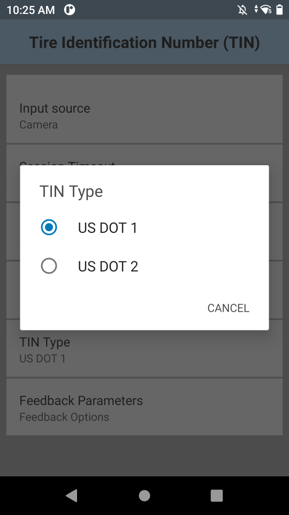 10:25 AM
Tire Identification Number (TIN)
Input source
Camera
TIN Type
US DOT 1
US DOT 2
CANCEL
TIN Type
US DOT 1
Feedback Parameters
Feedback Options